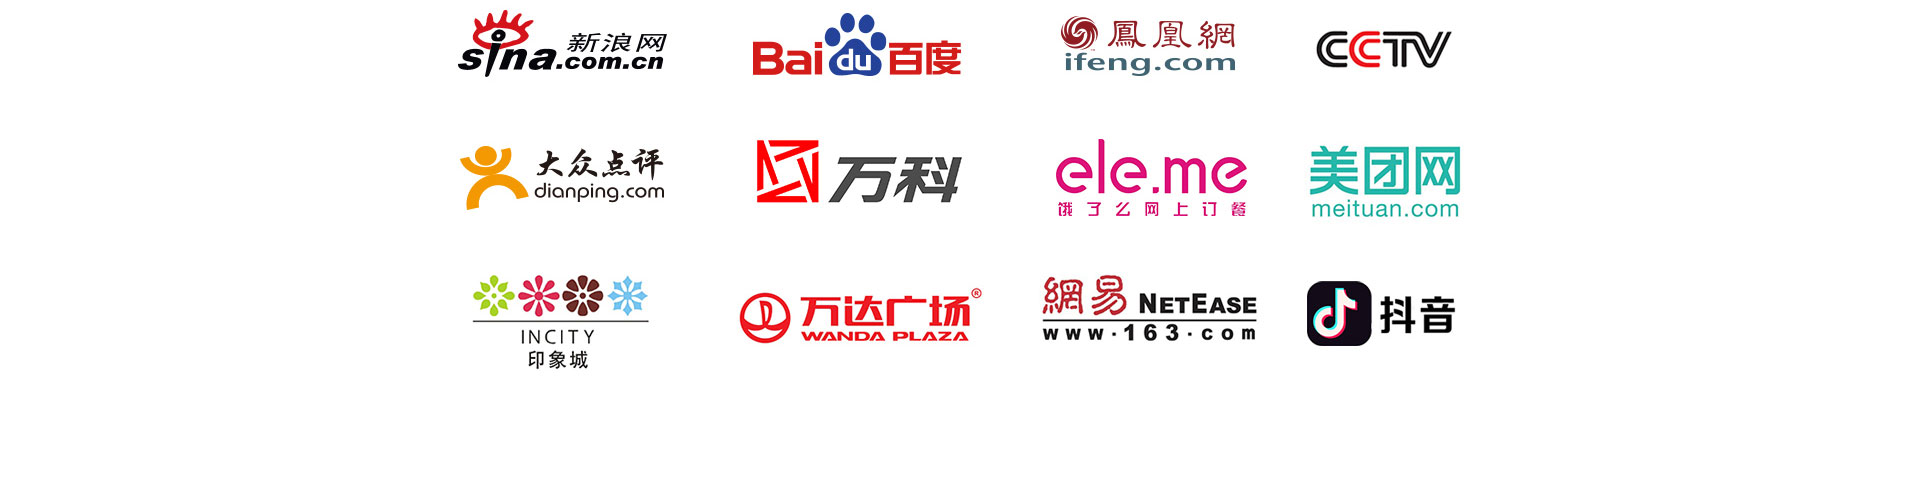 新浪网
sina.com.cn
Bai du 百度
鳳凰網
ifeng.com
CCTV
大众点评
dianping.com
万科
ele.me
饿了么网上订餐
美团网
meituan.com
INCITY
印象城
万达广场®
WANDA PLAZA
網易 NETEASE
www.163.com
抖音